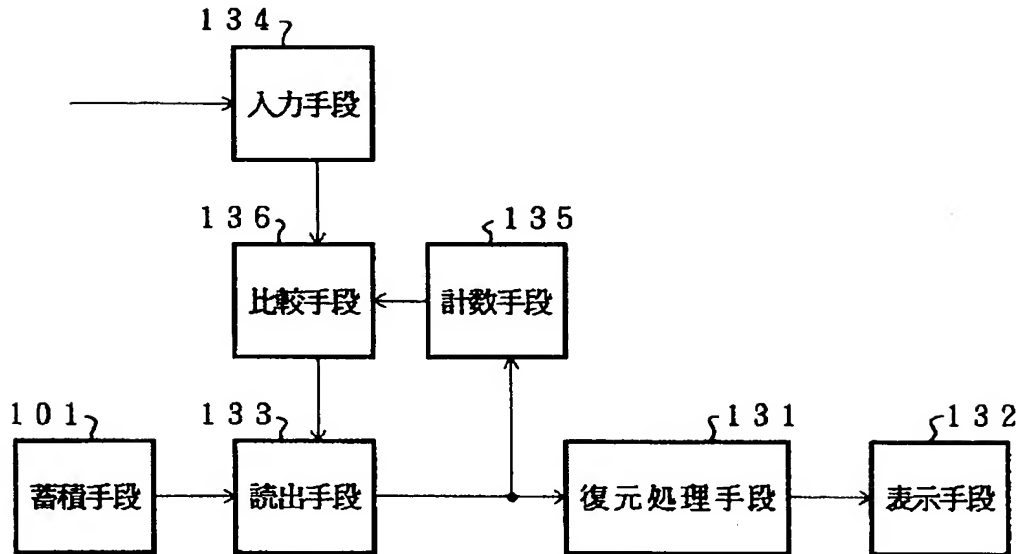 134
入力手段
136
135
比較手段
計数手段
101
133
131
132
蓄積手段
読出手段
復元処理手段
表示手段